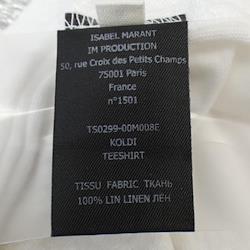 ISABEL MARANT
IM PRODUCTION
50, rue Croix des Petits Champs
75001 Paris
France
n°1501
TS0299-00M008E
KOLDI
TEESHIRT
TISSU FABRIC ТКАНЬ
100% LIN LINEN ЛЁН